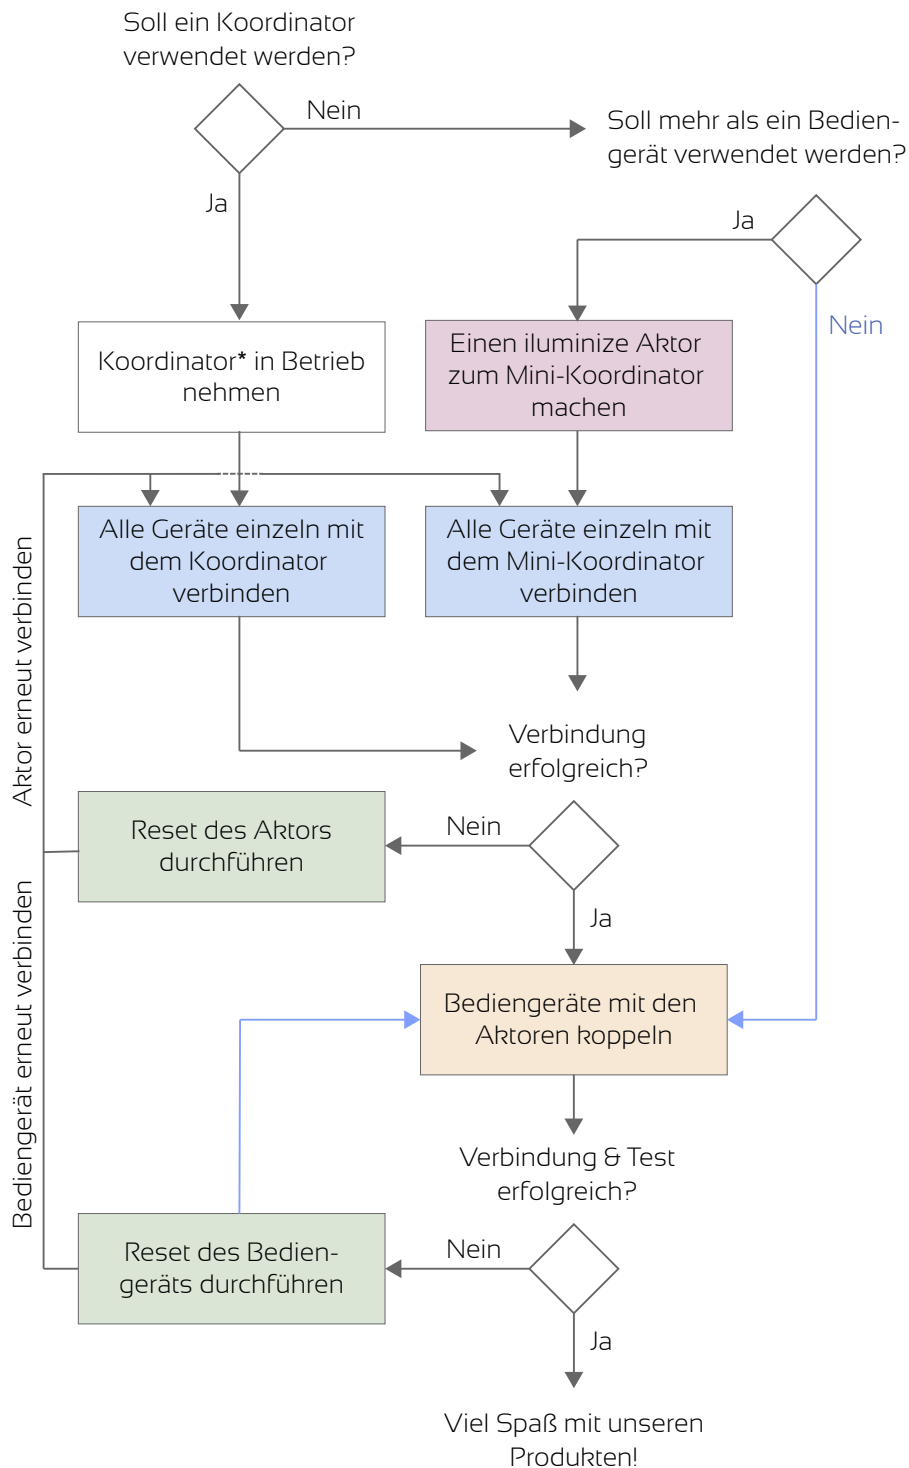 Soll ein Koordinator
verwendet werden?
Nein
Soll mehr als ein Bedien-
gerät verwendet werden?
Ja
Ja
Nein
Koordinator* in Betrieb
nehmen
Einen iluminize Aktor
zum Mini-Koordinator
machen
Alle Geräte einzeln mit
dem Koordinator
verbinden
Alle Geräte einzeln mit
dem Mini-Koordinator
verbinden
Aktor erneut verbinden
Verbindung
erfolgreich?
Nein
Reset des Aktors
durchführen
Ja
Bediengerät erneut verbinden
Bediengeräte mit den
Aktoren koppeln
Verbindung & Test
erfolgreich?
Nein
Reset des Bedien-
geräts durchführen
Ja
Viel Spaß mit unseren
Produkten!